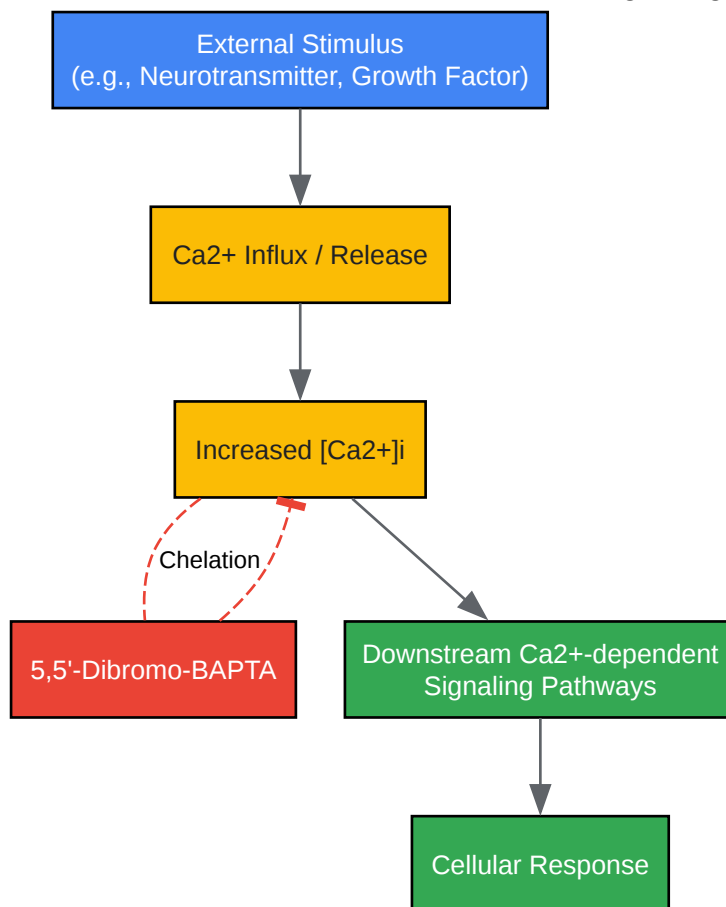 External Stimulus
(e.g., Neurotransmitter, Growth Factor)
Ca2+ Influx / Release
Increased [Ca2+]i
Chelation
5,5'-Dibromo-BAPTA
Downstream Ca2+-dependent
Signaling Pathways
Cellular Response